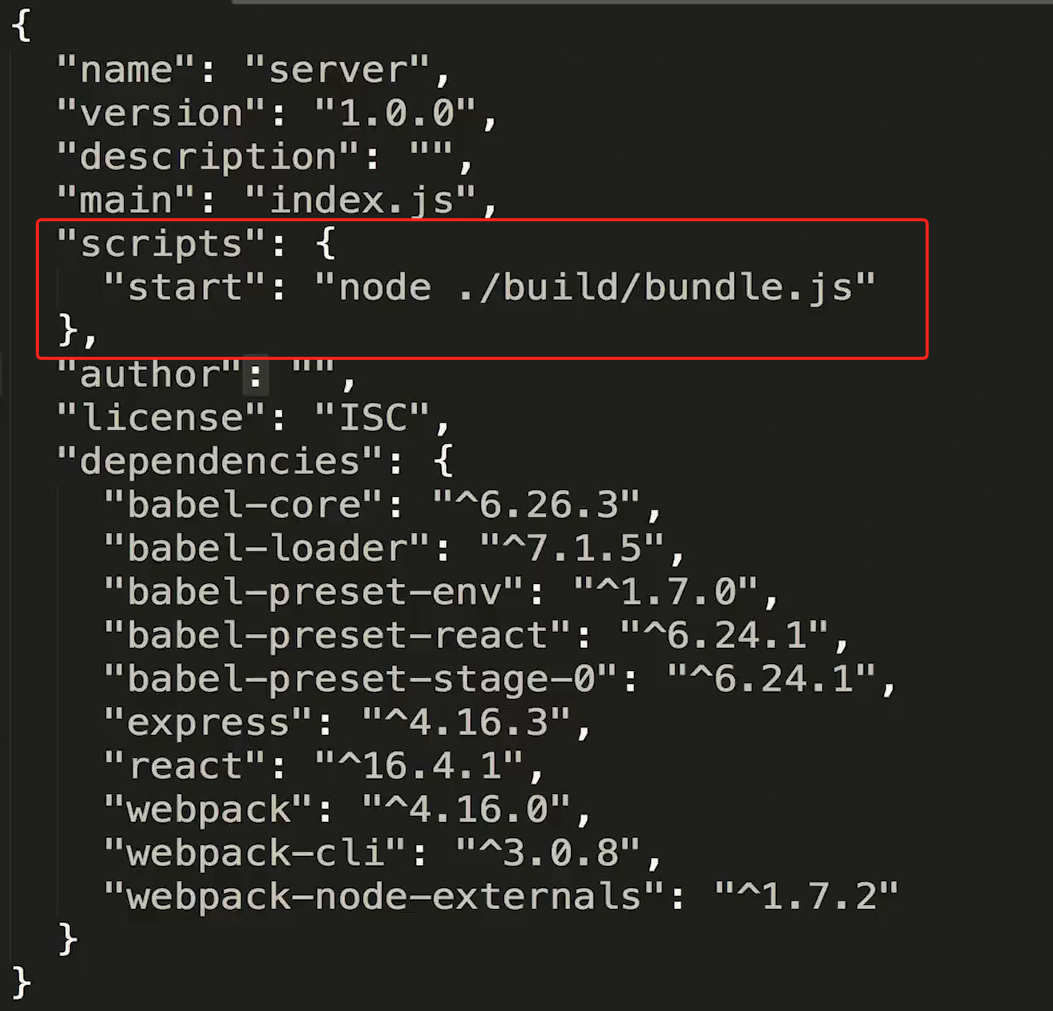 {
  "name": "server",
  "version": "1.0.0",
  "description": "",
  "main": "index.js",
  "scripts": {
    "start": "node ./build/bundle.js"
  },
  "author": "",
  "license": "ISC",
  "dependencies": {
    "babel-core": "^6.26.3",
    "babel-loader": "^7.1.5",
    "babel-preset-env": "^1.7.0",
    "babel-preset-react": "^6.24.1",
    "babel-preset-stage-0": "^6.24.1",
    "express": "^4.16.3",
    "react": "^16.4.1",
    "webpack": "^4.16.0",
    "webpack-cli": "^3.0.8",
    "webpack-node-externals": "^1.7.2"
  }
}